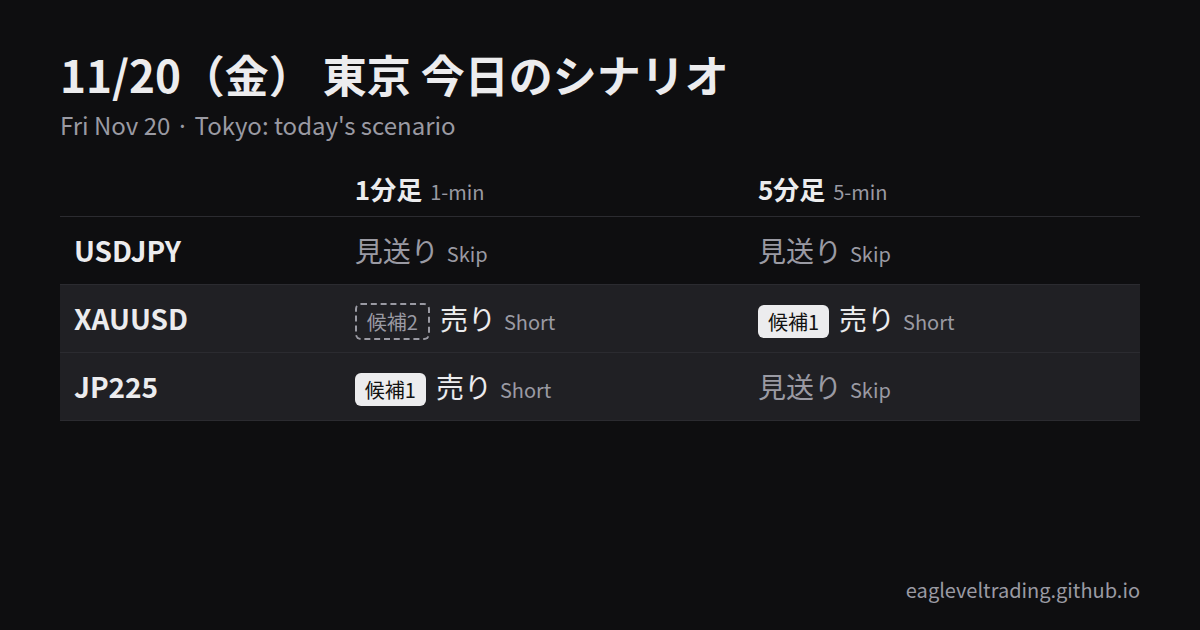 11/20（金） 東京 今日のシナリオ
Fri Nov 20 · Tokyo: today's scenario
1分足 1-min 5分足 5-min
USDJPY 見送り Skip 見送り Skip
XAUUSD 候補2 売り Short 候補1 売り Short
JP225 候補1 売り Short 見送り Skip
eagleveltrading.github.io